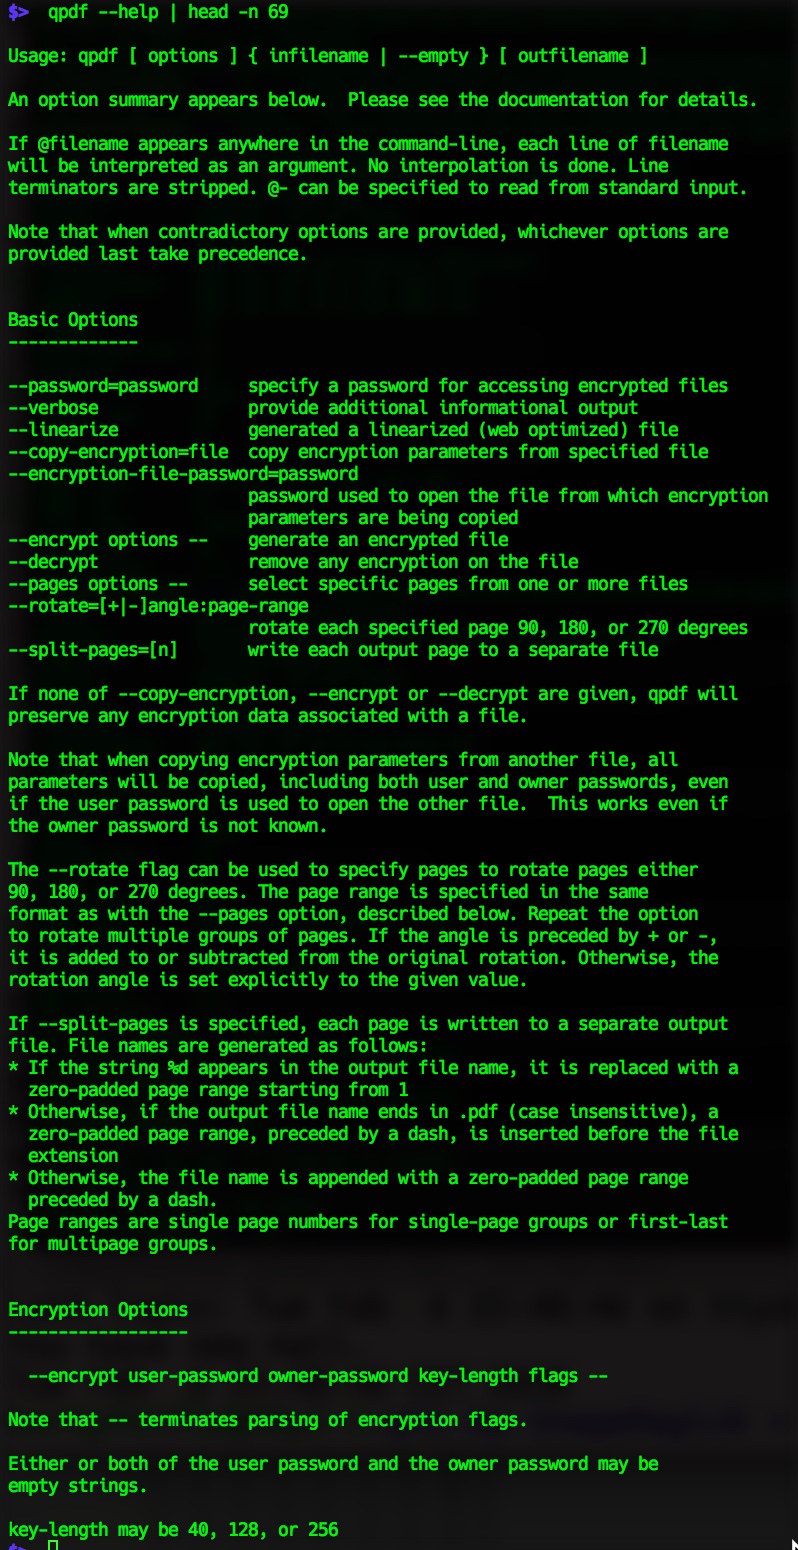 $>  qpdf --help | head -n 69
Usage: qpdf [ options ] { infilename | --empty } [ outfilename ]
An option summary appears below.  Please see the documentation for details.
If @filename appears anywhere in the command-line, each line of filename
will be interpreted as an argument. No interpolation is done. Line
terminators are stripped. @- can be specified to read from standard input.
Note that when contradictory options are provided, whichever options are
provided last take precedence.
Basic Options
-------------
--password=password     specify a password for accessing encrypted files
--verbose               provide additional informational output
--linearize             generated a linearized (web optimized) file
--copy-encryption=file  copy encryption parameters from specified file
--encryption-file-password=password
                        password used to open the file from which encryption
                        parameters are being copied
--encrypt options --    generate an encrypted file
--decrypt               remove any encryption on the file
--pages options --      select specific pages from one or more files
--rotate=[+|-]angle:page-range
                        rotate each specified page 90, 180, or 270 degrees
--split-pages=[n]       write each output page to a separate file
If none of --copy-encryption, --encrypt or --decrypt are given, qpdf will
preserve any encryption data associated with a file.
Note that when copying encryption parameters from another file, all
parameters will be copied, including both user and owner passwords, even
if the user password is used to open the other file.  This works even if
the owner password is not known.
The --rotate flag can be used to specify pages to rotate pages either
90, 180, or 270 degrees. The page range is specified in the same
format as with the --pages option, described below. Repeat the option
to rotate multiple groups of pages. If the angle is preceded by + or -,
it is added to or subtracted from the original rotation. Otherwise, the
rotation angle is set explicitly to the given value.
If --split-pages is specified, each page is written to a separate output
file. File names are generated as follows:
* If the string %d appears in the output file name, it is replaced with a
  zero-padded page range starting from 1
* Otherwise, if the output file name ends in .pdf (case insensitive), a
  zero-padded page range, preceded by a dash, is inserted before the file
  extension
* Otherwise, the file name is appended with a zero-padded page range
  preceded by a dash.
Page ranges are single page numbers for single-page groups or first-last
for multipage groups.
Encryption Options
------------------
  --encrypt user-password owner-password key-length flags --
Note that -- terminates parsing of encryption flags.
Either or both of the user password and the owner password may be
empty strings.
key-length may be 40, 128, or 256
$>